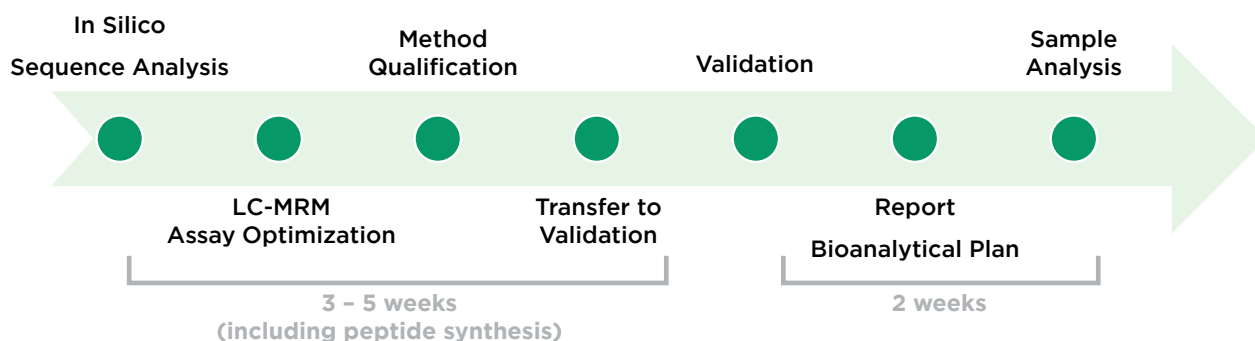 In Silico
Sequence Analysis
LC-MRM
Assay Optimization
Method
Qualification
Transfer to
Validation
Validation
Report
Bioanalytical Plan
Sample
Analysis
3 – 5 weeks
(including peptide synthesis)
2 weeks